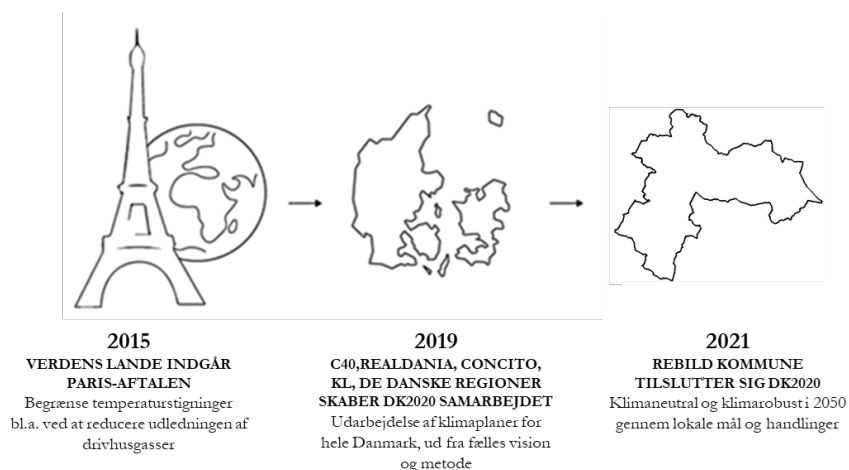 2015
VERDENS LANDE INDGÅR
PARIS-AFTALEN
Begrænse temperaturstigninger
bl.a. ved at reducere udledningen af
drivhusgasser
2019
C40,REALDANIA, CONCITO,
KL, DE DANSKE REGIONER
SKABER DK2020 SAMARBEJDET
Udarbejdelse af klimaplaner for
hele Danmark, ud fra fælles vision
og metode
2021
REBILD KOMMUNE
TILSLUTTER SIG DK2020
Klimaneutral og klimarobust i 2050
gennem lokale mål og handlinger